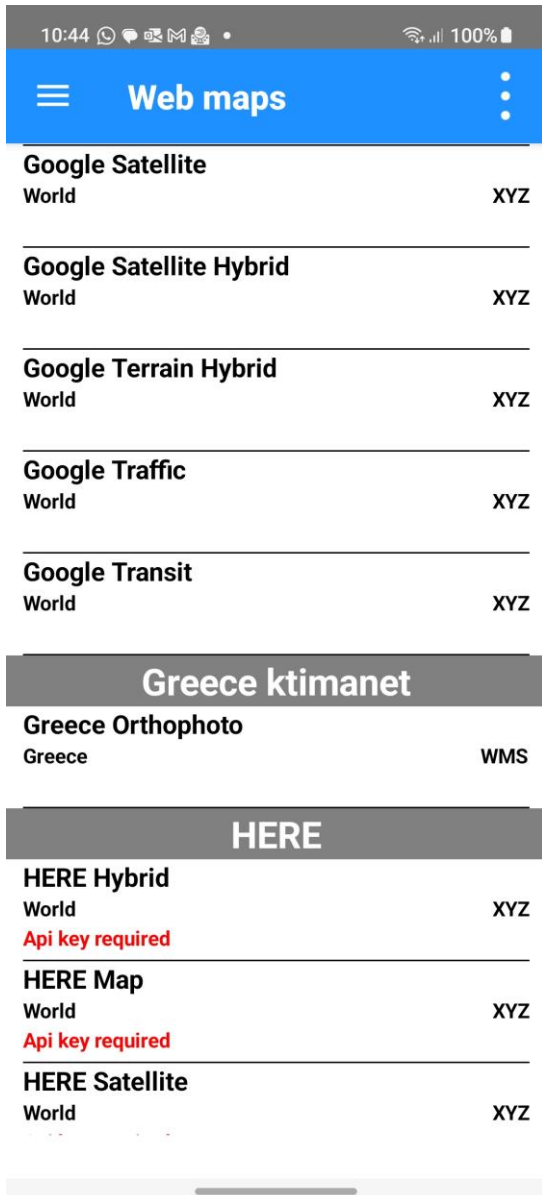 10:44 100%
Web maps
Google Satellite
World XYZ
Google Satellite Hybrid
World XYZ
Google Terrain Hybrid
World XYZ
Google Traffic
World XYZ
Google Transit
World XYZ
Greece ktimanet
Greece Orthophoto
Greece WMS
HERE
HERE Hybrid
World XYZ
Api key required
HERE Map
World XYZ
Api key required
HERE Satellite
World XYZ